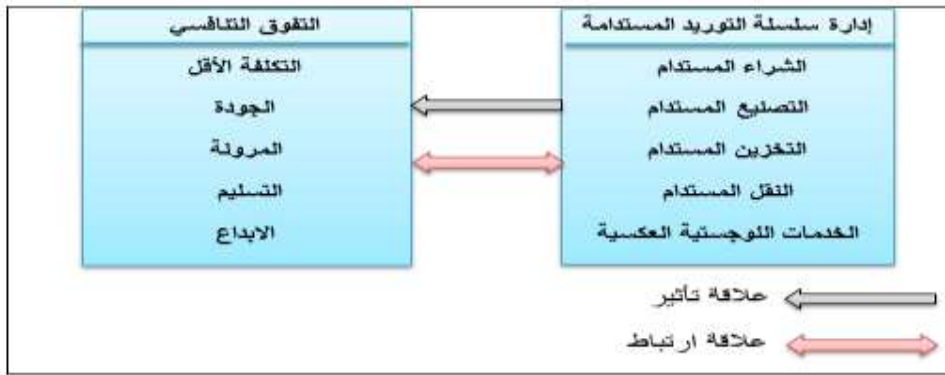 إدارة سلسلة التوريد المستدامة
الشراء المستدام
التصنيع المستدام
التخزين المستدام
النقل المستدام
الخدمات اللوجستية العكسية
التفوق التنافسي
التكلفة الأقل
الجودة
المرونة
التسليم
الابداع
علاقة تأثير
علاقة ارتباط